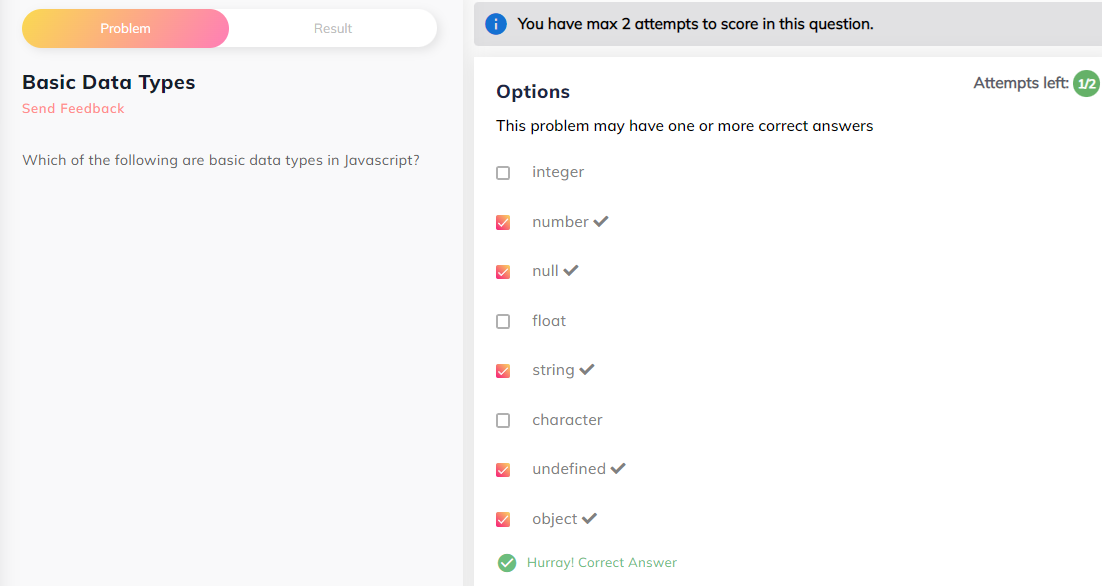 Problem
Result
Basic Data Types
Send Feedback
Which of the following are basic data types in Javascript?
You have max 2 attempts to score in this question.
Attempts left: 1/2
Options
This problem may have one or more correct answers
integer
number
null
float
string
character
undefined
object
Hurray! Correct Answer